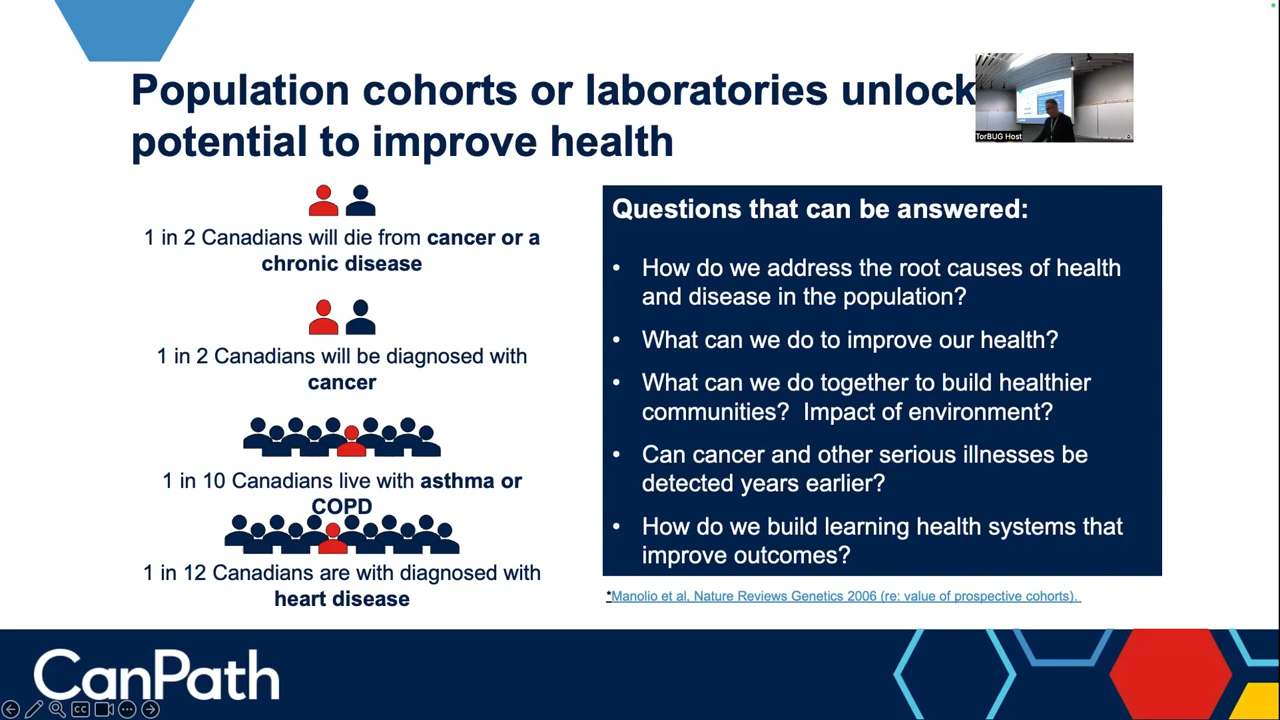 Population cohorts or laboratories unlock
potential to improve health
TorBUG Host
1 in 2 Canadians will die from cancer or a
chronic disease
1 in 2 Canadians will be diagnosed with
cancer
1 in 10 Canadians live with asthma or
COPD
1 in 12 Canadians are with diagnosed with
heart disease
Questions that can be answered:
• How do we address the root causes of health
and disease in the population?
• What can we do to improve our health?
• What can we do together to build healthier
communities?  Impact of environment?
• Can cancer and other serious illnesses be
detected years earlier?
• How do we build learning health systems that
improve outcomes?
*Manolio et al, Nature Reviews Genetics 2006 (re: value of prospective cohorts).
CanPath
CC